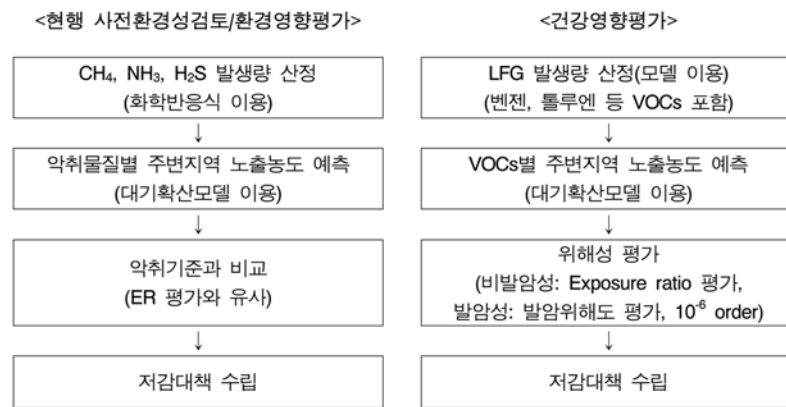 <현행 사전환경성검토/환경영향평가>
CH₄, NH₃, H₂S 발생량 산정
(화학반응식 이용)
↓
악취물질별 주변지역 노출농도 예측
(대기확산모델 이용)
↓
악취기준과 비교
(ER 평가와 유사)
↓
저감대책 수립
<건강영향평가>
LFG 발생량 산정(모델 이용)
(벤젠, 톨루엔 등 VOCs 포함)
↓
VOCs별 주변지역 노출농도 예측
(대기확산모델 이용)
↓
위해성 평가
(비발암성: Exposure ratio 평가,
발암성: 발암위해도 평가, 10⁻⁶ order)
↓
저감대책 수립